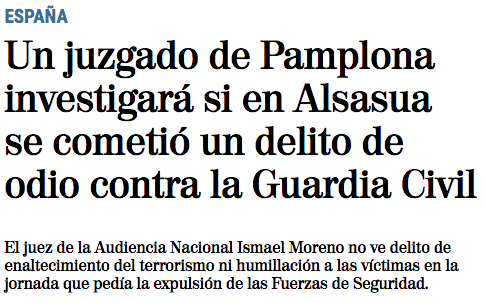 ESPAÑA
Un juzgado de Pamplona
investigará si en Alsasua
se cometió un delito de
odio contra la Guardia Civil
El juez de la Audiencia Nacional Ismael Moreno no ve delito de
enaltecimiento del terrorismo ni humillación a las víctimas en la
jornada que pedía la expulsión de las Fuerzas de Seguridad.